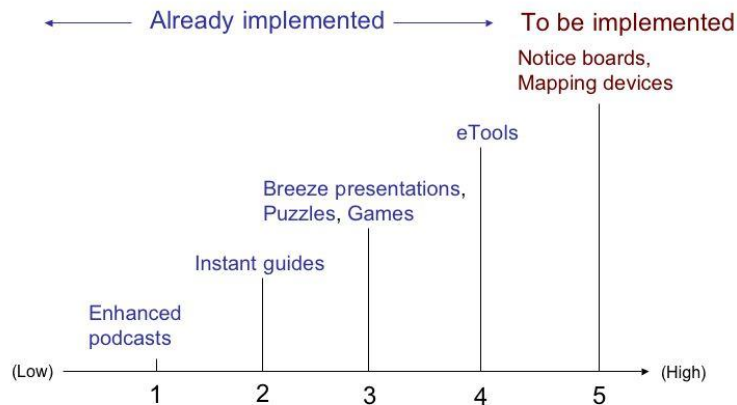 Already implemented
To be implemented
Notice boards,
Mapping devices
eTools
Breeze presentations,
Puzzles, Games
Instant guides
Enhanced
podcasts
(Low)
(High)
1 2 3 4 5